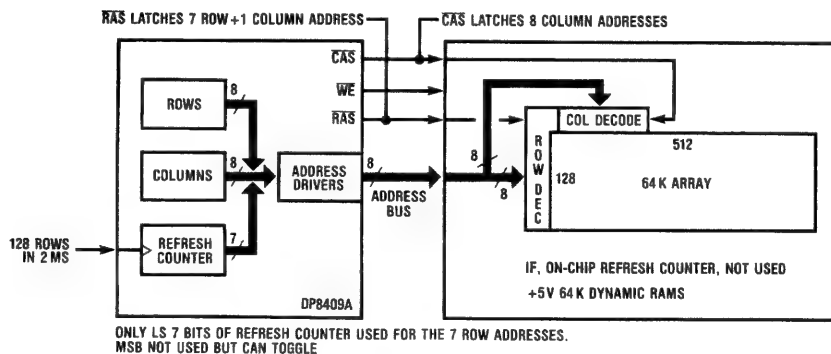 RAS LATCHES 7 ROW+1 COLUMN ADDRESS
CAS LATCHES 8 COLUMN ADDRESSES
CAS
WE
RAS
ROWS
8
COLUMNS
8
ADDRESS
DRIVERS
8
ADDRESS
BUS
128 ROWS
IN 2 MS
REFRESH
COUNTER
7
DP8409A
COL DECODE
ROW DEC
512
128
64K ARRAY
8
8
IF, ON-CHIP REFRESH COUNTER, NOT USED
+5V 64K DYNAMIC RAMS
ONLY LS 7 BITS OF REFRESH COUNTER USED FOR THE 7 ROW ADDRESSES.
MSB NOT USED BUT CAN TOGGLE